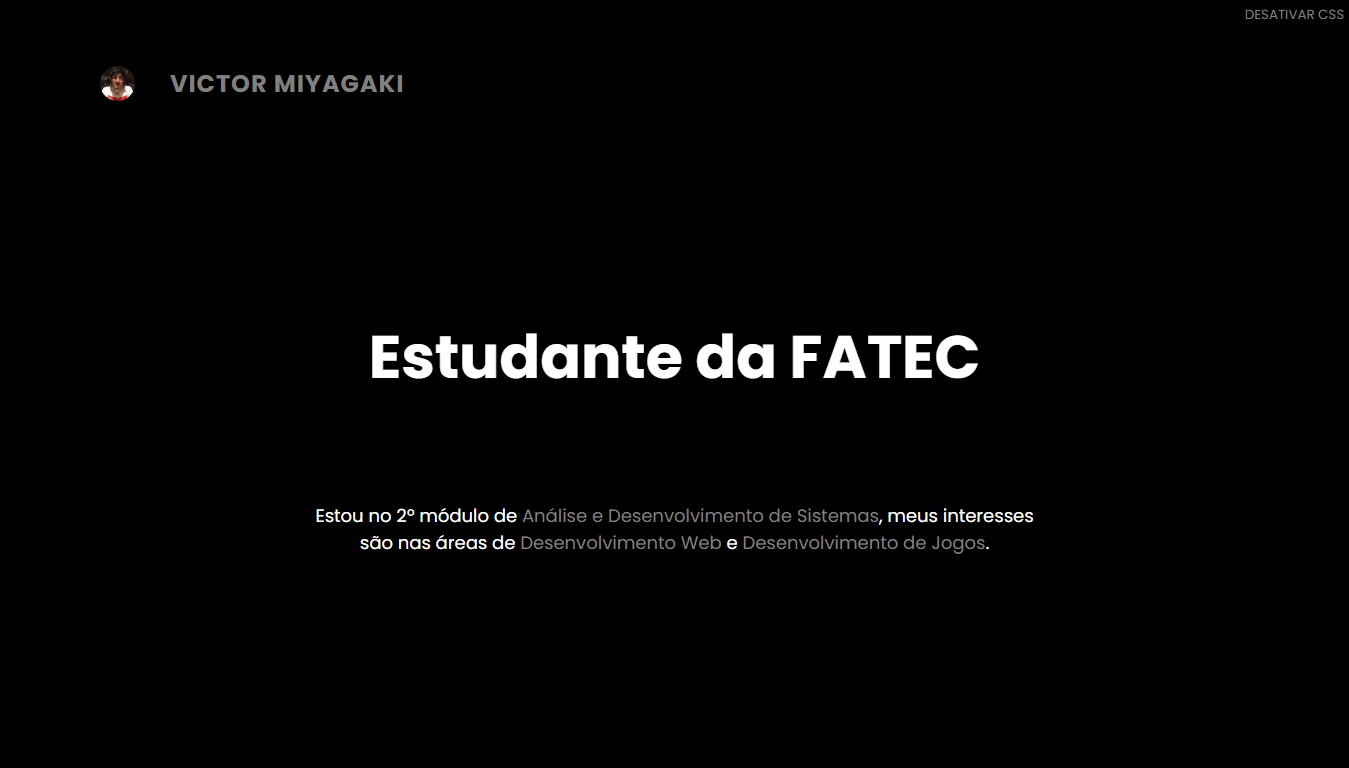 DESATIVAR CSS
VICTOR MIYAGAKI
Estudante da FATEC
Estou no 2º módulo de Análise e Desenvolvimento de Sistemas, meus interesses
são nas áreas de Desenvolvimento Web e Desenvolvimento de Jogos.